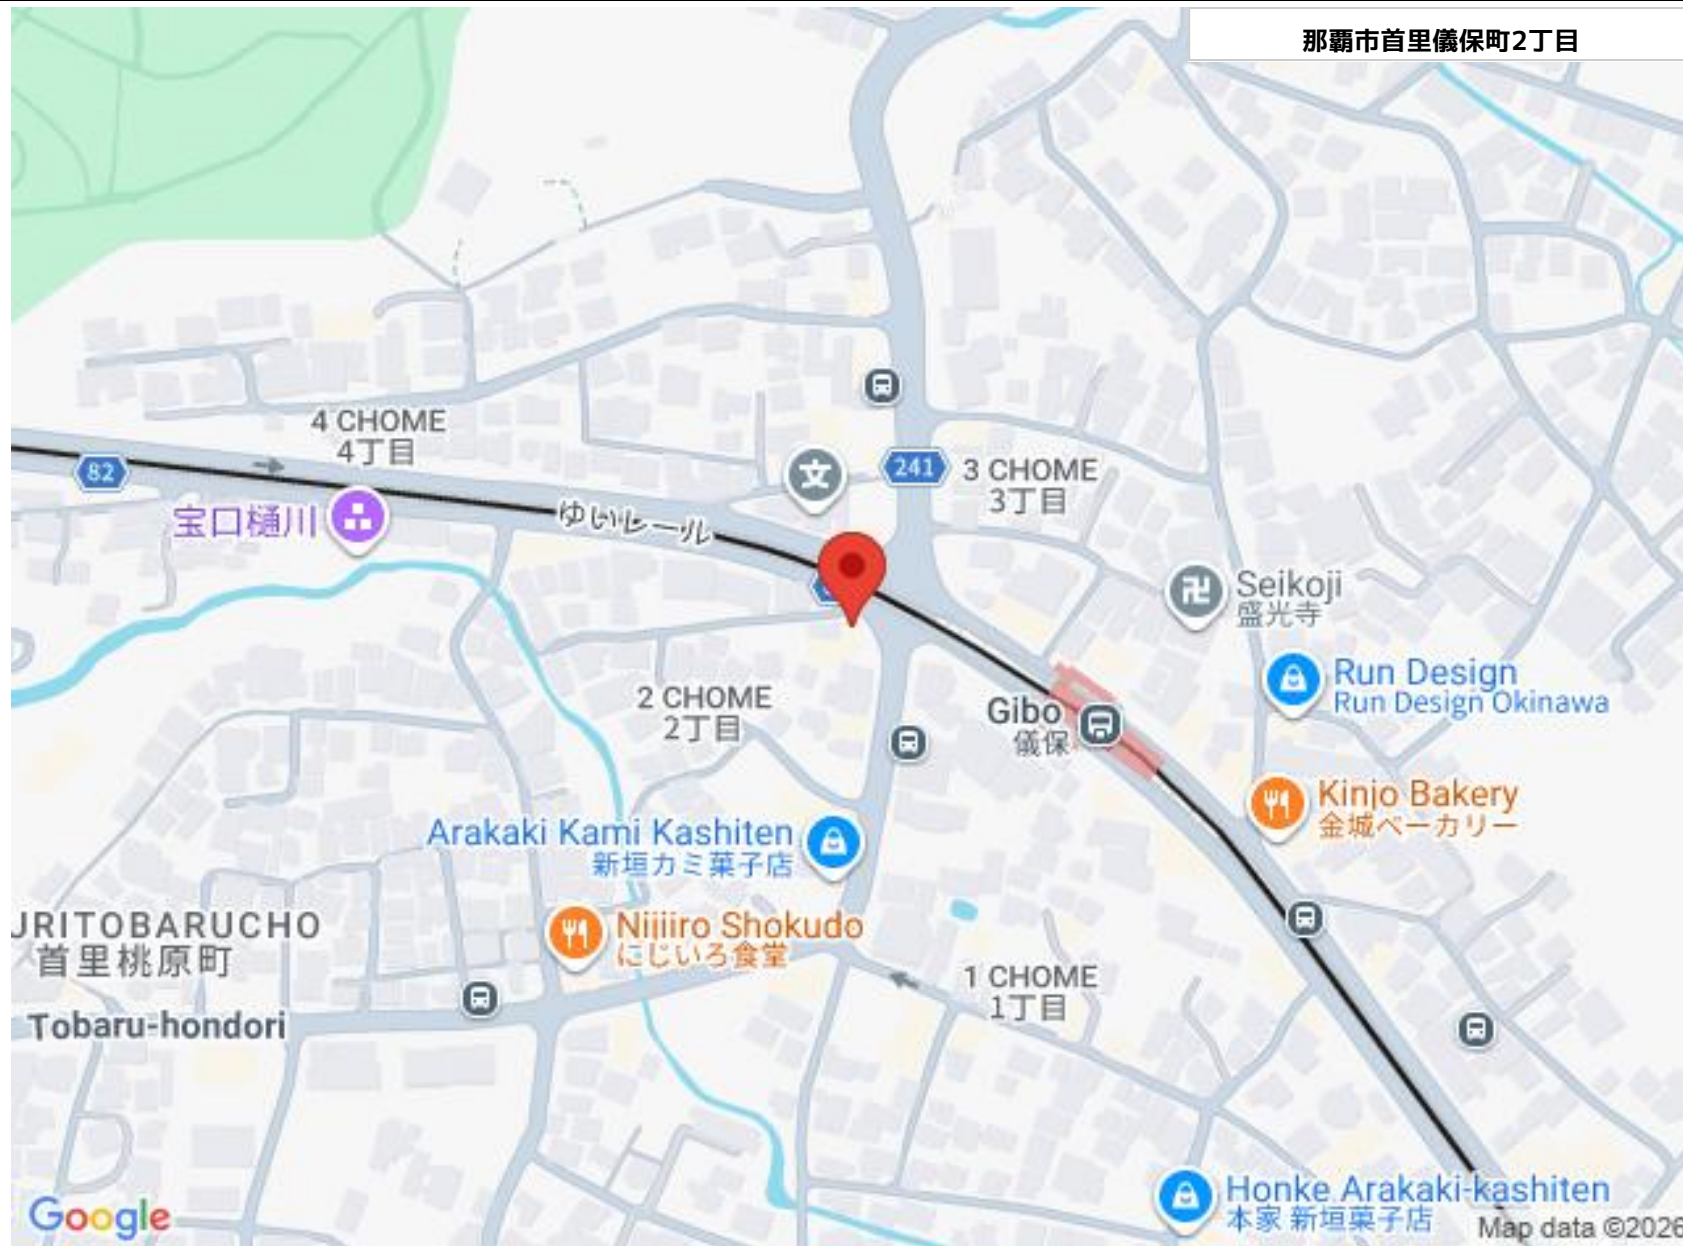 那覇市首里儀保町2丁目
4 CHOME
4丁目
82
241
3 CHOME
3丁目
宝口樋川
ゆいレール
文
Seikoji
盛光寺
Run Design
Run Design Okinawa
2 CHOME
2丁目
Gibo
儀保
Kinjo Bakery
金城ベーカリー
Arakaki Kami Kashiten
新垣カミ菓子店
Nijiiro Shokudo
にじいろ食堂
URITOBARUCHO
首里桃原町
1 CHOME
1丁目
Tobaru-hondori
Honke Arakaki-kashiten
本家 新垣菓子店
Google
Map data ©2026